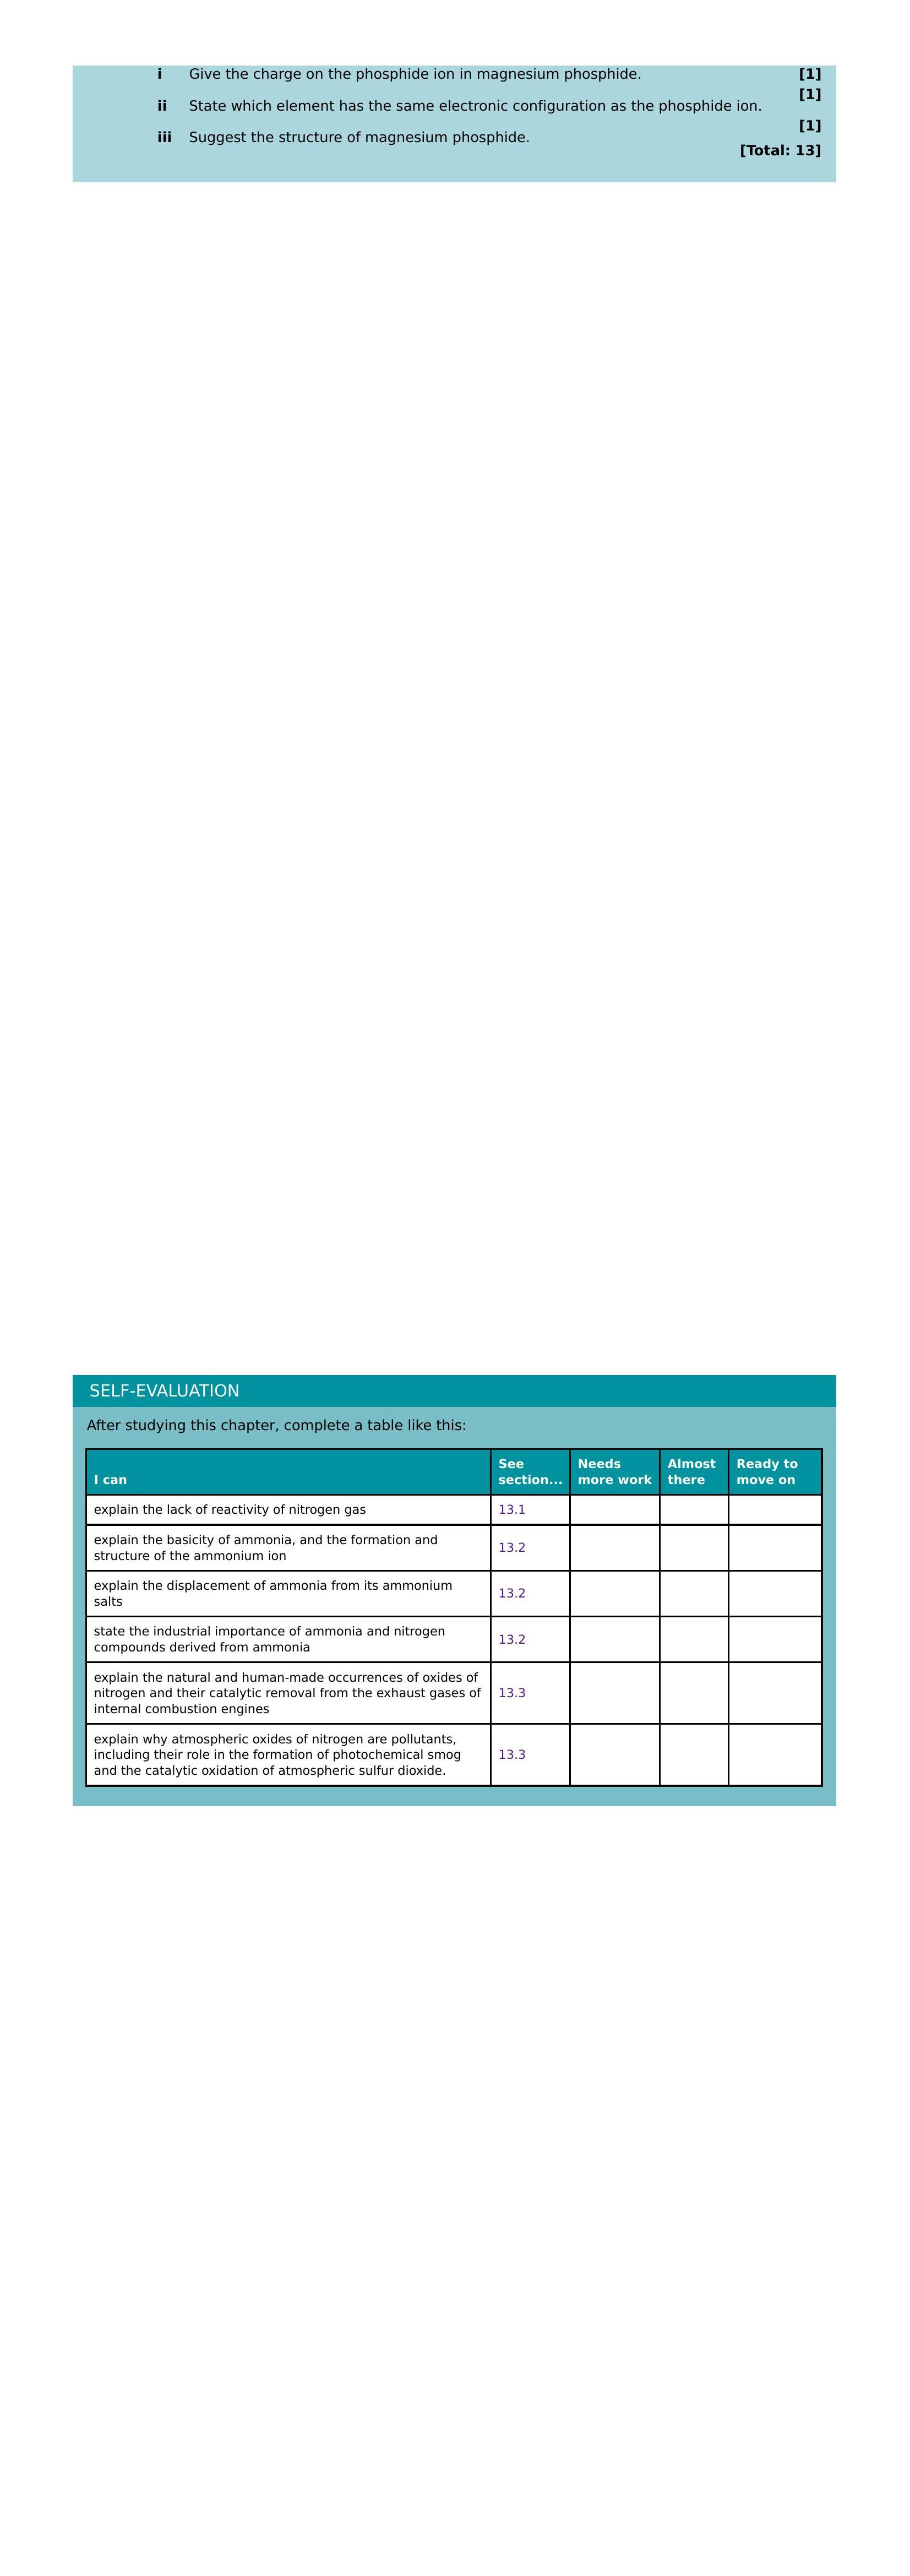 i Give the charge on the phosphide ion in magnesium phosphide. [1]
[1]
ii State which element has the same electronic configuration as the phosphide ion.
[1]
iii Suggest the structure of magnesium phosphide.
[Total: 13]
SELF-EVALUATION
After studying this chapter, complete a table like this:
I can
See
section...
Needs
more work
Almost
there
Ready to
move on
explain the lack of reactivity of nitrogen gas
13.1
explain the basicity of ammonia, and the formation and
structure of the ammonium ion
13.2
explain the displacement of ammonia from its ammonium
salts
13.2
state the industrial importance of ammonia and nitrogen
compounds derived from ammonia
13.2
explain the natural and human-made occurrences of oxides of
nitrogen and their catalytic removal from the exhaust gases of
internal combustion engines
13.3
explain why atmospheric oxides of nitrogen are pollutants,
including their role in the formation of photochemical smog
and the catalytic oxidation of atmospheric sulfur dioxide.
13.3